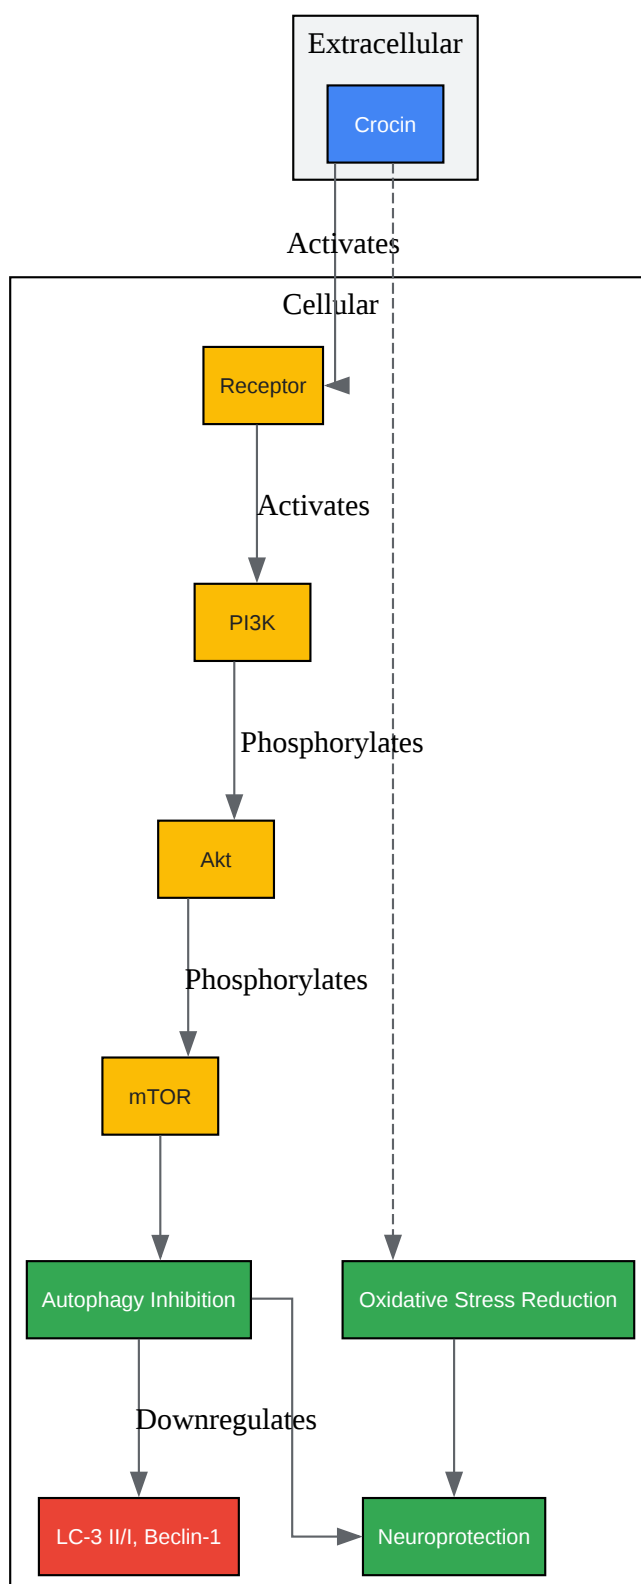 Extracellular
Crocin
Activates
Cellular
Receptor
Activates
PI3K
Phosphorylates
Akt
Phosphorylates
mTOR
Autophagy Inhibition
Oxidative Stress Reduction
Downregulates
LC-3 II/I, Beclin-1
Neuroprotection